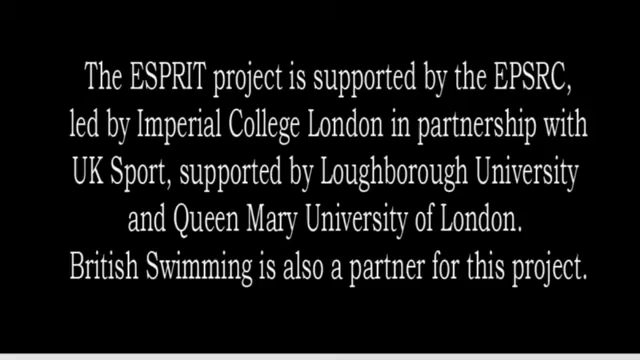 The ESPRIT project is supported by the EPSRC,
led by Imperial College London in partnership with
UK Sport, supported by Loughborough University
and Queen Mary University of London.
British Swimming is also a partner for this project.